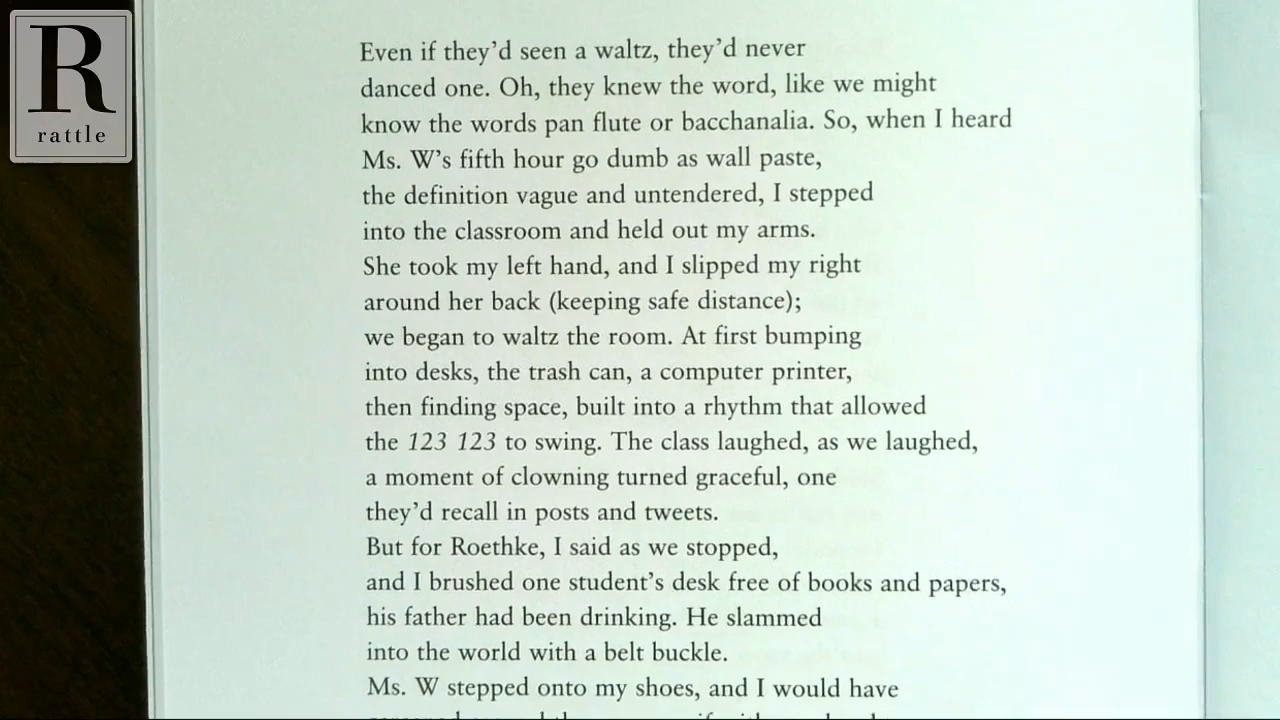 R
rattle
Even if they'd seen a waltz, they'd never
danced one. Oh, they knew the word, like we might
know the words pan flute or bacchanalia. So, when I heard
Ms. W's fifth hour go dumb as wall paste,
the definition vague and untendered, I stepped
into the classroom and held out my arms.
She took my left hand, and I slipped my right
around her back (keeping safe distance);
we began to waltz the room. At first bumping
into desks, the trash can, a computer printer,
then finding space, built into a rhythm that allowed
the 123 123 to swing. The class laughed, as we laughed,
a moment of clowning turned graceful, one
they'd recall in posts and tweets.
But for Roethke, I said as we stopped,
and I brushed one student's desk free of books and papers,
his father had been drinking. He slammed
into the world with a belt buckle.
Ms. W stepped onto my shoes, and I would have